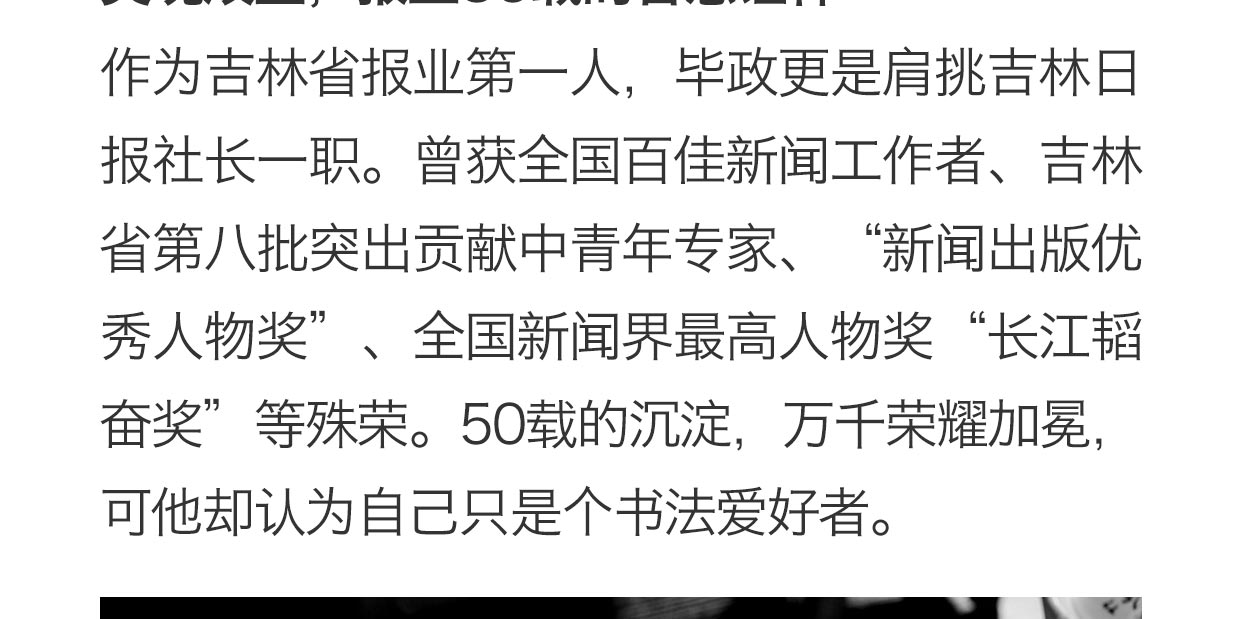 作为吉林省报业第一人，毕政更是肩挑吉林日
报社长一职。曾获全国百佳新闻工作者、吉林
省第八批突出贡献中青年专家、“新闻出版优
秀人物奖”、全国新闻界最高人物奖“长江韬
奋奖”等殊荣。50载的沉淀，万千荣耀加冕，
可他却认为自己只是个书法爱好者。